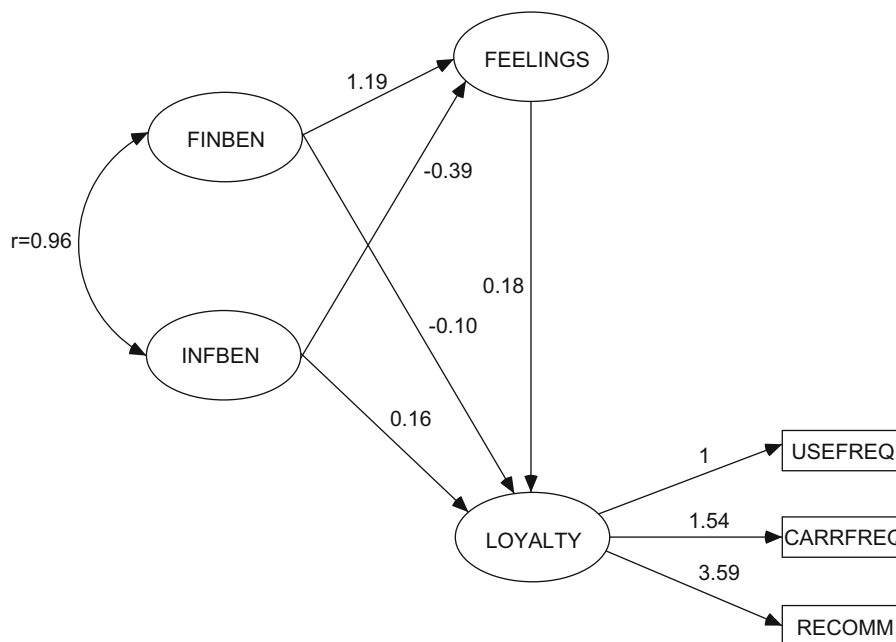 FEELINGS
1.19
FINBEN
-0.39
r=0.96
0.18
-0.10
INFBEN
0.16
1
USEFREQ
LOYALTY
1.54
CARRFREQ
3.59
RECOMM